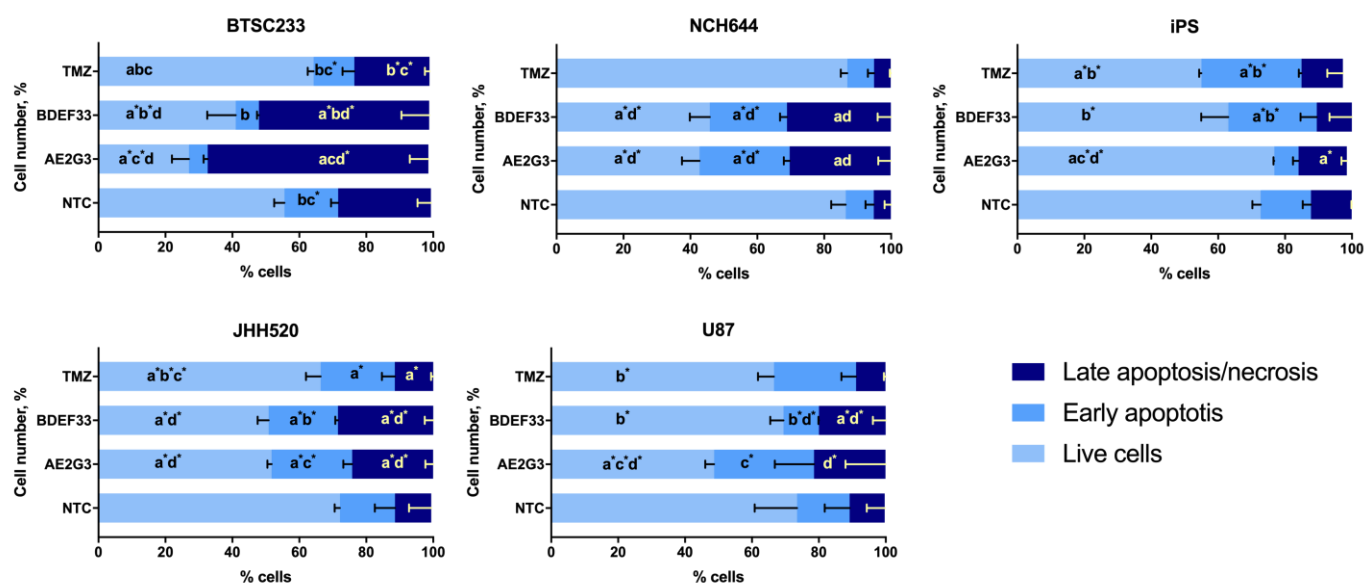 BTSC233
Cell number, %
TMZ abc bc* b*c*
BDEF33 a*b*d b a*bd*
AE2G3 a*c*d acd*
NTC bc*
0 20 40 60 80 100
% cells
NCH644
Cell number, %
TMZ
BDEF33 a*d* a*d* ad
AE2G3 a*d* a*d* ad
NTC
0 20 40 60 80 100
% cells
iPS
Cell number, %
TMZ a*b* a*b*
BDEF33 b* a*b*
AE2G3 ac*d* a*
NTC
0 20 40 60 80 100
% cells
JHH520
Cell number, %
TMZ a*b*c* a* a*
BDEF33 a*d* a*b* a*d*
AE2G3 a*d* a*c* a*d*
NTC
0 20 40 60 80 100
% cells
U87
Cell number, %
TMZ b*
BDEF33 b* b*d* a*d*
AE2G3 a*c*d* c* d*
NTC
0 20 40 60 80 100
% cells
Late apoptosis/necrosis
Early apoptotis
Live cells